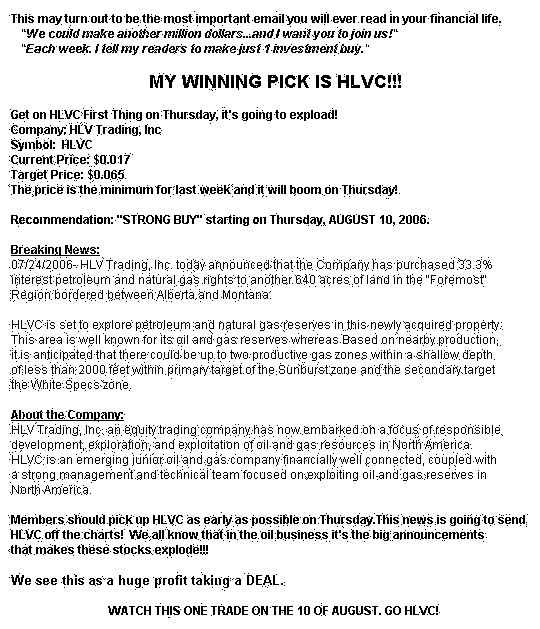 This may turn out to be the most important email you will ever read in your financial life.
"We could make another million dollars...and I want you to join us!"
"Each week. I tell my readers to make just 1 investment buy."
MY WINNING PICK IS HLVC!!!
Get on HLVC First Thing on Thursday, it's going to expload!
Company: HLV Trading, Inc
Symbol: HLVC
Current Price: $0.017
Target Price: $0.065
The price is the minimum for last week and it will boom on Thursday!
Recommendation: "STRONG BUY" starting on Thursday, AUGUST 10, 2006.
Breaking News:
07/24/2006- HLV Trading, Inc. today announced that the Company has purchased 33.3%
interest petroleum and natural gas rights to another 640 acres of land in the "Foremost"
Region bordered between Alberta and Montana.
HLVC is set to explore petroleum and natural gas reserves in this newly acquired property.
This area is well known for its oil and gas reserves whereas Based on nearby production,
it is anticipated that there could be up to two productive gas zones within a shallow depth
of less than 2000 feet within primary target of the Sunburst zone and the secondary target
the White Specs zone.
About the Company:
HLV Trading, Inc. an equity trading company has now embarked on a focus of responsible
development, exploration, and exploitation of oil and gas resources in North America.
HLVC is an emerging junior oil and gas company financially well connected, coupled with
a strong management and technical team focused on exploiting oil and gas reserves in
North America.
Members should pick up HLVC as early as possible on Thursday.This news is going to send
HLVC off the charts! We all know that in the oil business it's the big announcements
that makes these stocks explode!!!
We see this as a huge profit taking a DEAL.
WATCH THIS ONE TRADE ON THE 10 OF AUGUST. GO HLVC!